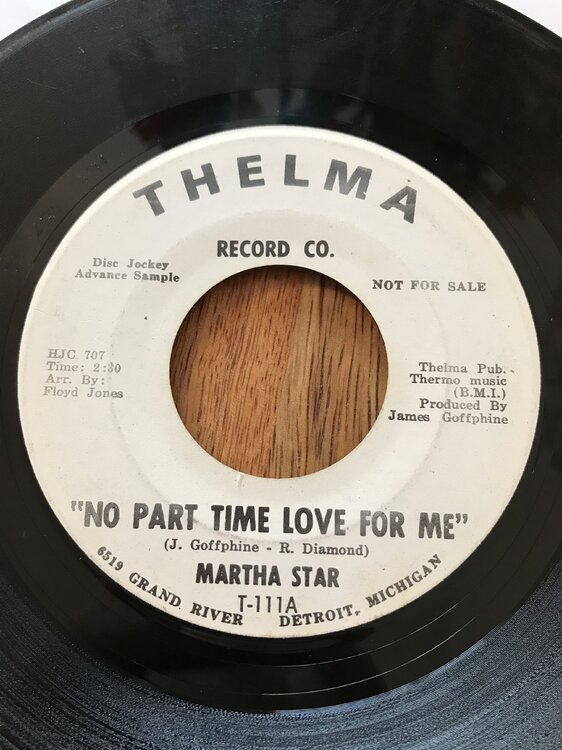 THELMA
RECORD CO.
Disc Jockey
Advance Sample
NOT FOR SALE
HJC 707
Time: 2:30
Arr. By:
Floyd Jones
Thelma Pub.
Thermo music
(B.M.I.)
Produced By
James Goffphine
"NO PART TIME LOVE FOR ME"
(J. Goffphine - R. Diamond)
MARTHA STAR
T-111A
6519 GRAND RIVER DETROIT, MICHIGAN